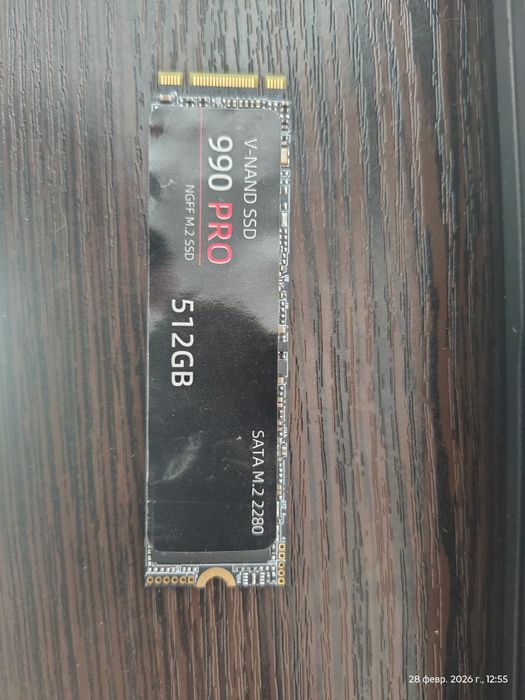 V-NAND SSD
990 PRO
NGFF M.2 SSD
512GB
SATA M.2 2280
28 февр. 2026 г., 12:55